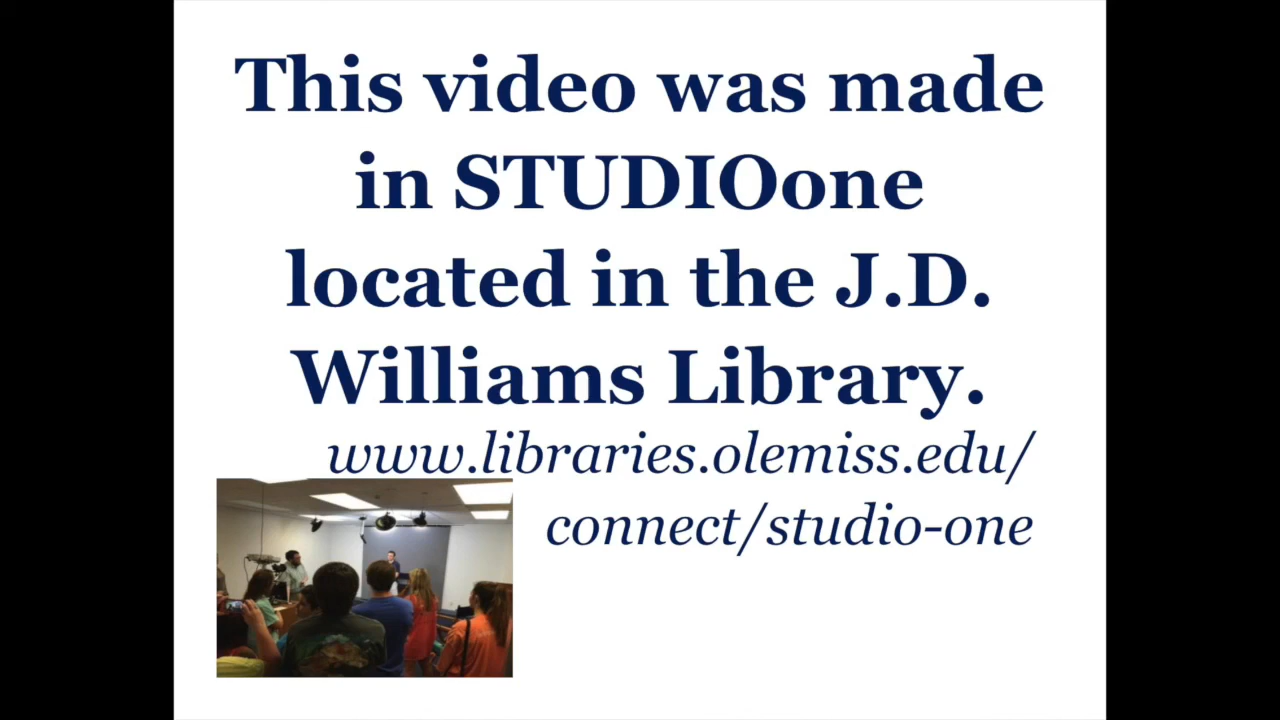 This video was made
in STUDIOone
located in the J.D.
Williams Library.
www.libraries.olemiss.edu/
connect/studio-one